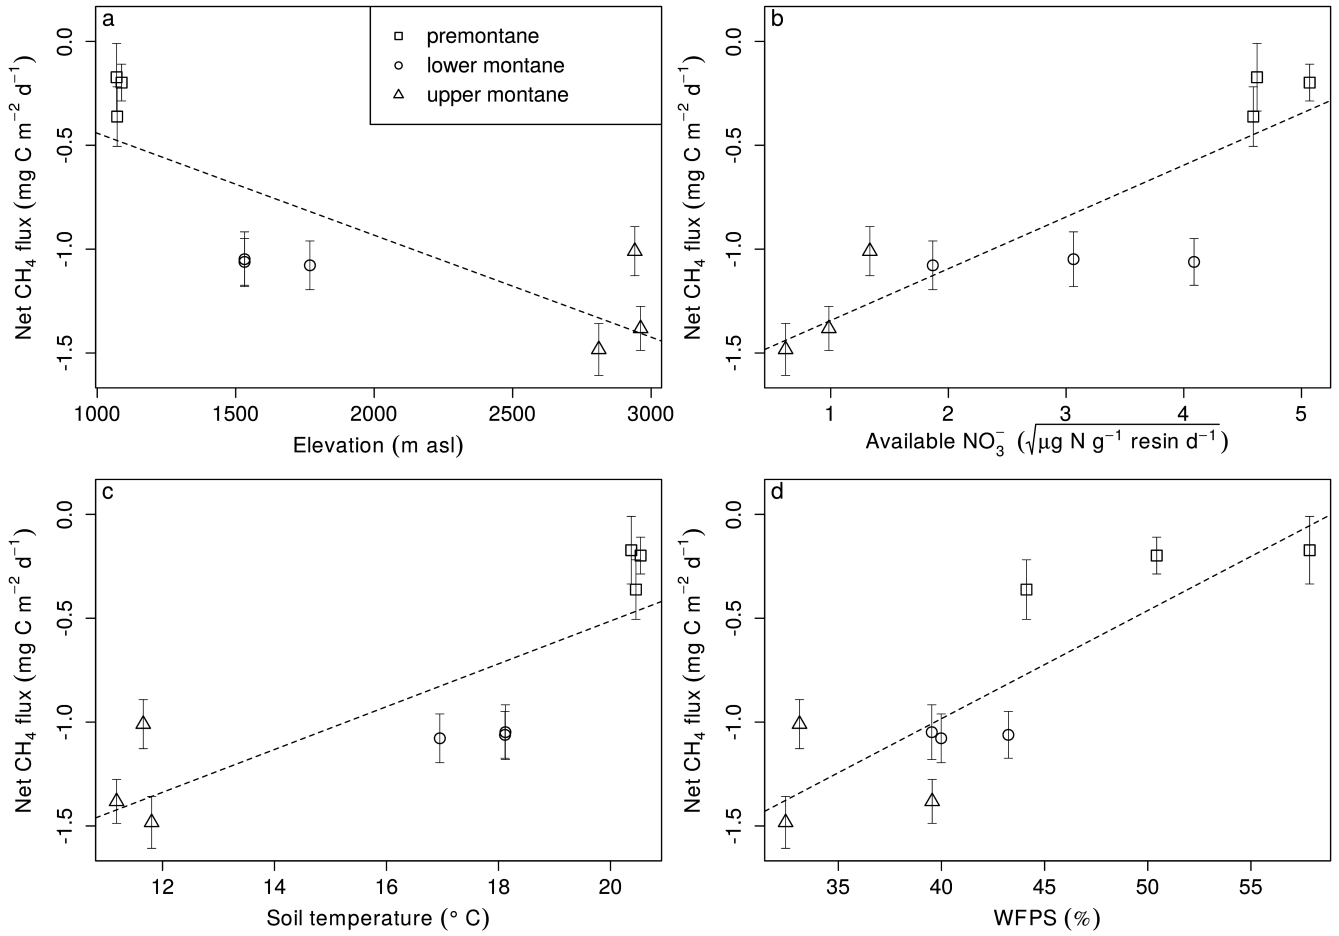 a
premontane
lower montane
upper montane
0.0
-0.5
-1.0
-1.5
Net CH4 flux (mg C m−2 d−1)
1000 1500 2000 2500 3000
Elevation (m asl)
b
0.0
-0.5
-1.0
-1.5
Net CH4 flux (mg C m−2 d−1)
1 2 3 4 5
Available NO3− (√μg N g−1 resin d−1)
c
0.0
-0.5
-1.0
-1.5
Net CH4 flux (mg C m−2 d−1)
12 14 16 18 20
Soil temperature (° C)
d
0.0
-0.5
-1.0
-1.5
Net CH4 flux (mg C m−2 d−1)
35 40 45 50 55
WFPS (%)